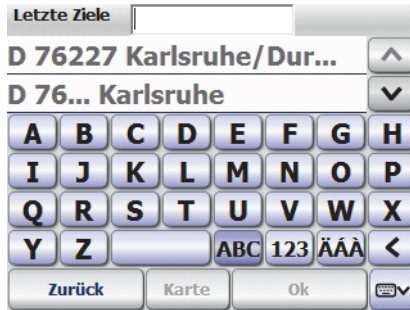 Letzte Ziele
D 76227 Karlsruhe/Dur...
D 76... Karlsruhe
A B C D E F G H
I J K L M N O P
Q R S T U V W X
Y Z ABC 123 ÄÁÀ <
Zurück Karte Ok